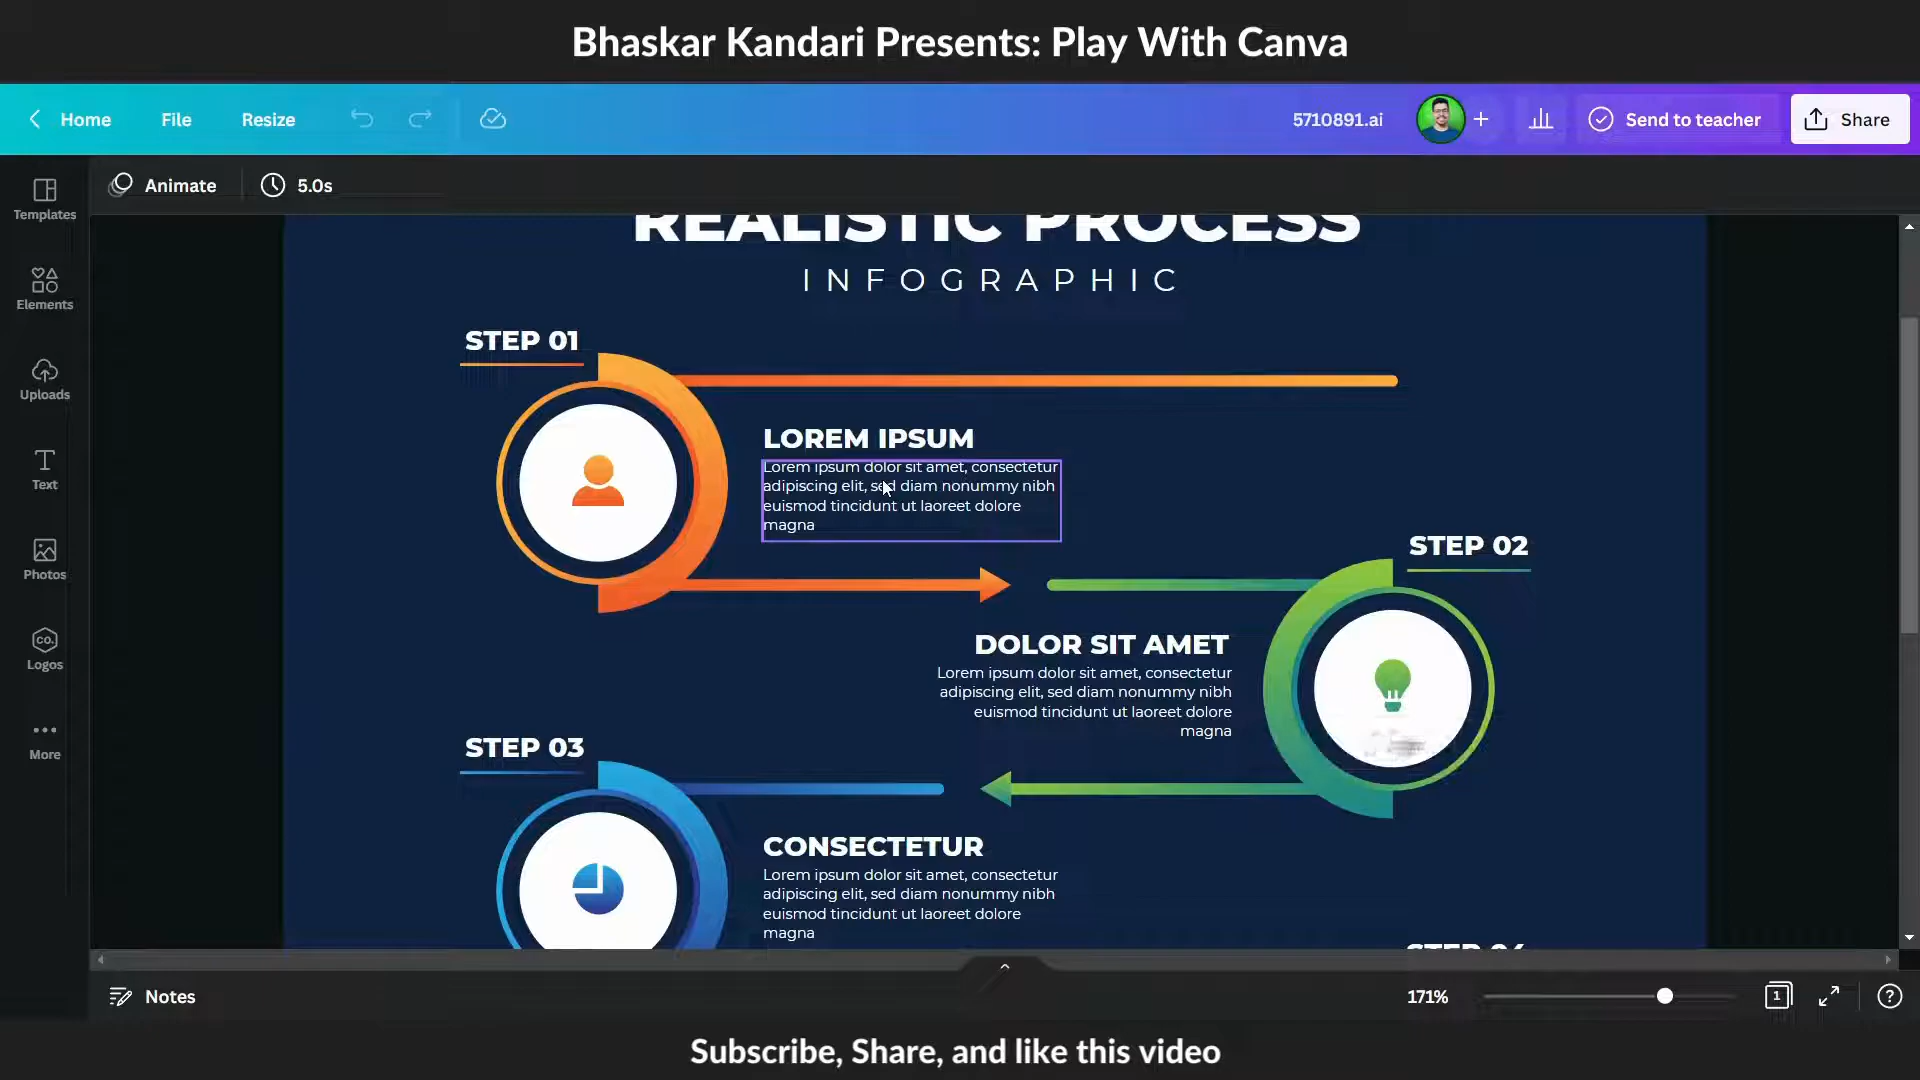 Bhaskar Kandari Presents: Play With Canva
Home File Resize 5710891.ai + Send to teacher Share
Animate 5.0s
Templates
Elements
Uploads
Text
Photos
CO.
Logos
More
REALISTIC PROCESS
INFOGRAPHIC
STEP 01
LOREM IPSUM
Lorem ipsum dolor sit amet, consectetur
adipiscing elit, sed diam nonummy nibh
euismod tincidunt ut laoreet dolore
magna
STEP 02
DOLOR SIT AMET
Lorem ipsum dolor sit amet, consectetur
adipiscing elit, sed diam nonummy nibh
euismod tincidunt ut laoreet dolore
magna
STEP 03
CONSECTETUR
Lorem ipsum dolor sit amet, consectetur
adipiscing elit, sed diam nonummy nibh
euismod tincidunt ut laoreet dolore
magna
STEP 04
Notes 171% 1 ?
Subscribe, Share, and like this video